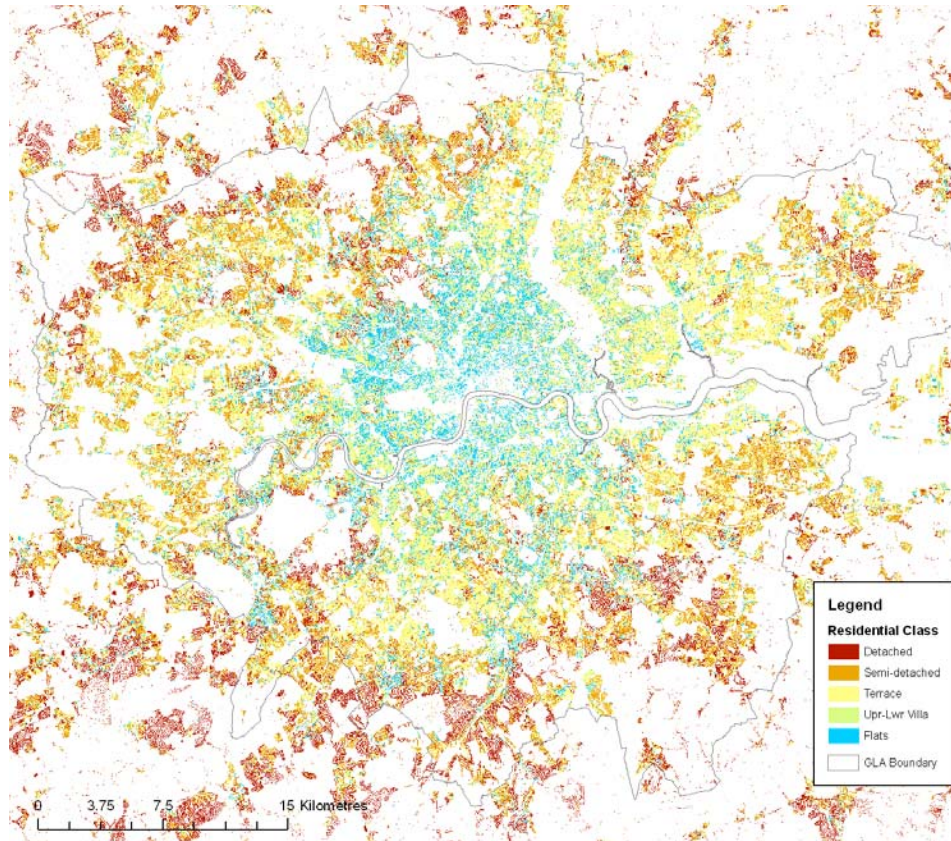 Legend
Residential Class
Detached
Semi-detached
Terrace
Upr-Lwr Villa
Flats
GLA Boundary
0 3.75 7.5 15 Kilometres